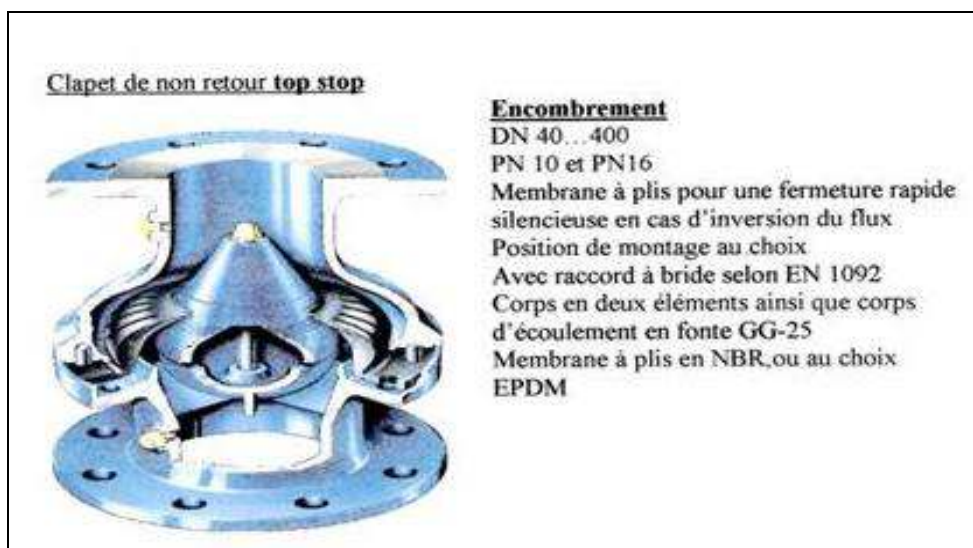 Clapet de non retour top stop
Encombrement
DN 40...400
PN 10 et PN16
Membrane à plis pour une fermeture rapide
silencieuse en cas d'inversion du flux
Position de montage au choix
Avec raccord à bride selon EN 1092
Corps en deux éléments ainsi que corps
d'écoulement en fonte GG-25
Membrane à plis en NBR,ou au choix
EPDM